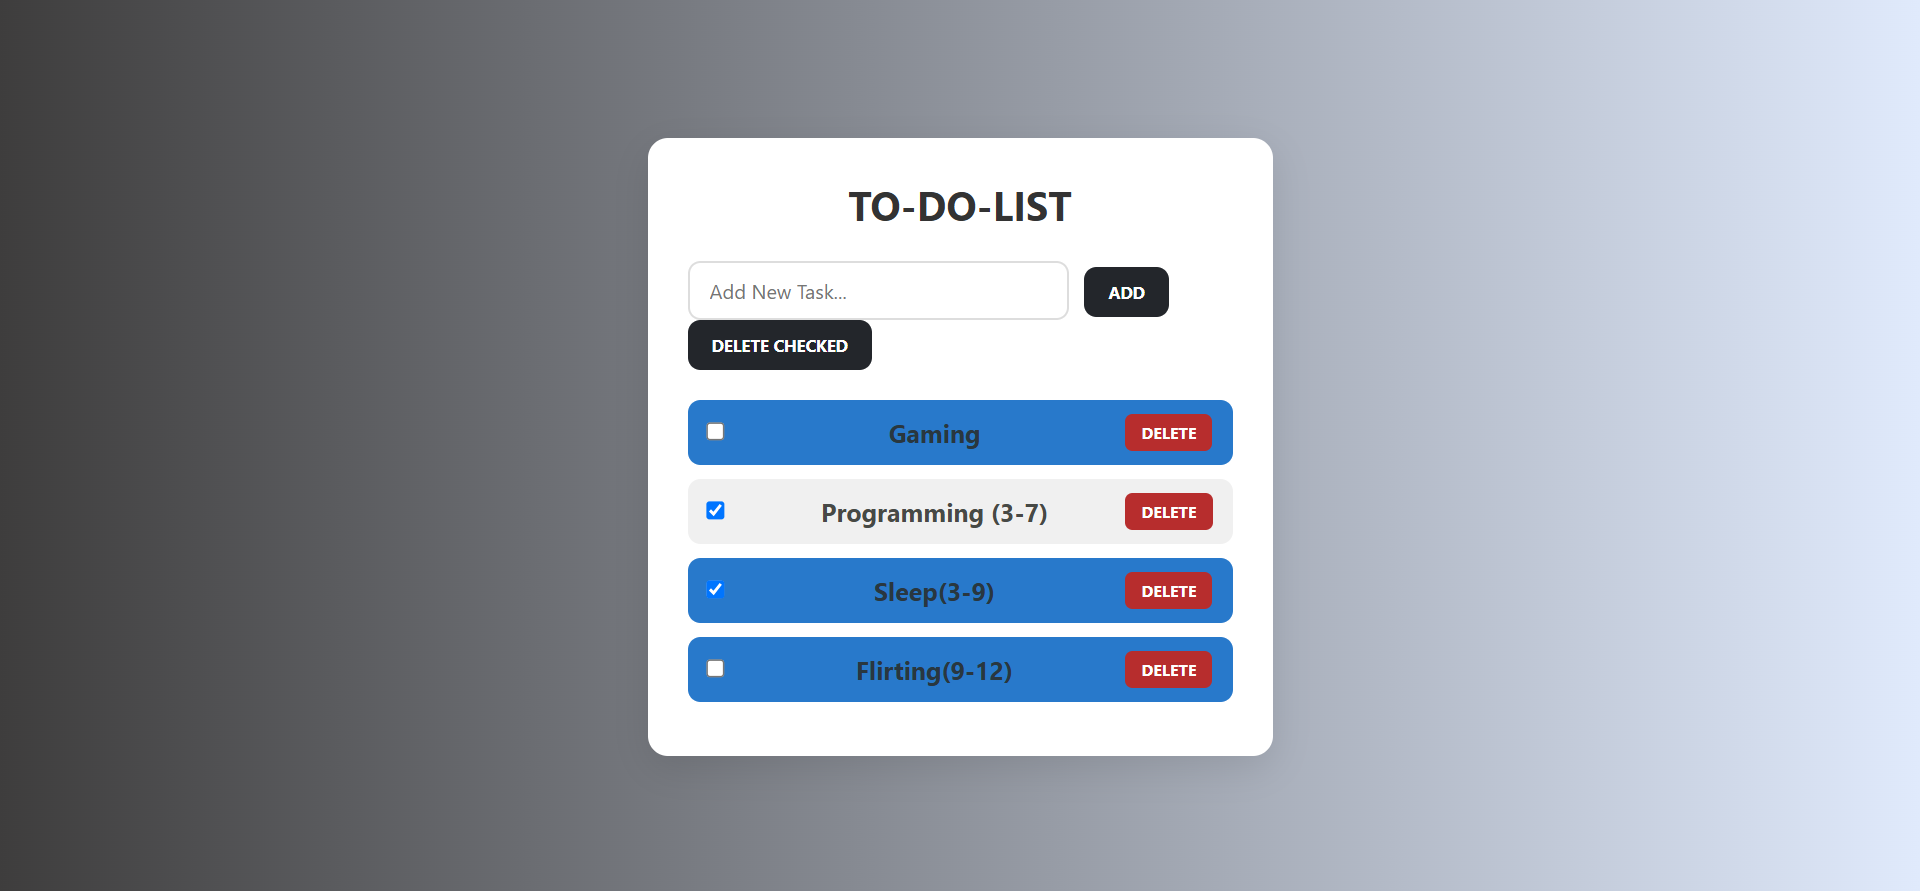 TO-DO-LIST
Add New Task... ADD
DELETE CHECKED
Gaming DELETE
Programming (3-7) DELETE
Sleep(3-9) DELETE
Flirting(9-12) DELETE